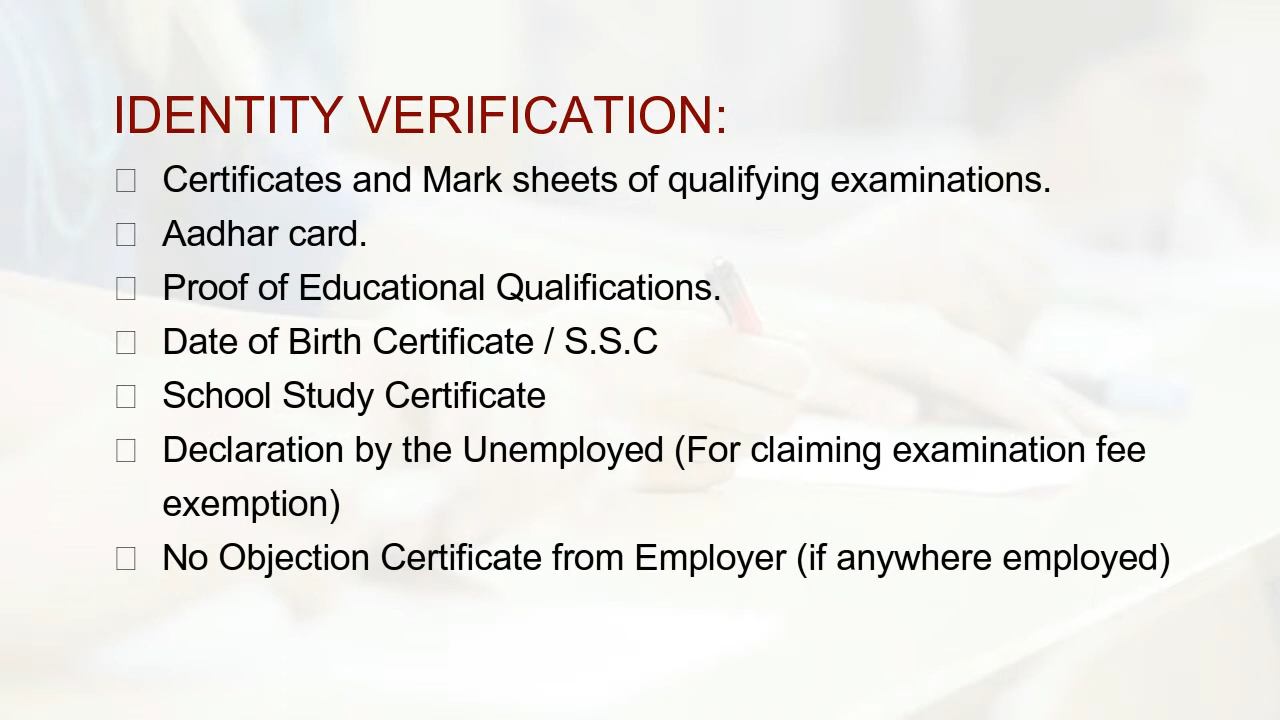 IDENTITY VERIFICATION:
Certificates and Mark sheets of qualifying examinations.
Aadhar card.
Proof of Educational Qualifications.
Date of Birth Certificate / S.S.C
School Study Certificate
Declaration by the Unemployed (For claiming examination fee
exemption)
No Objection Certificate from Employer (if anywhere employed)